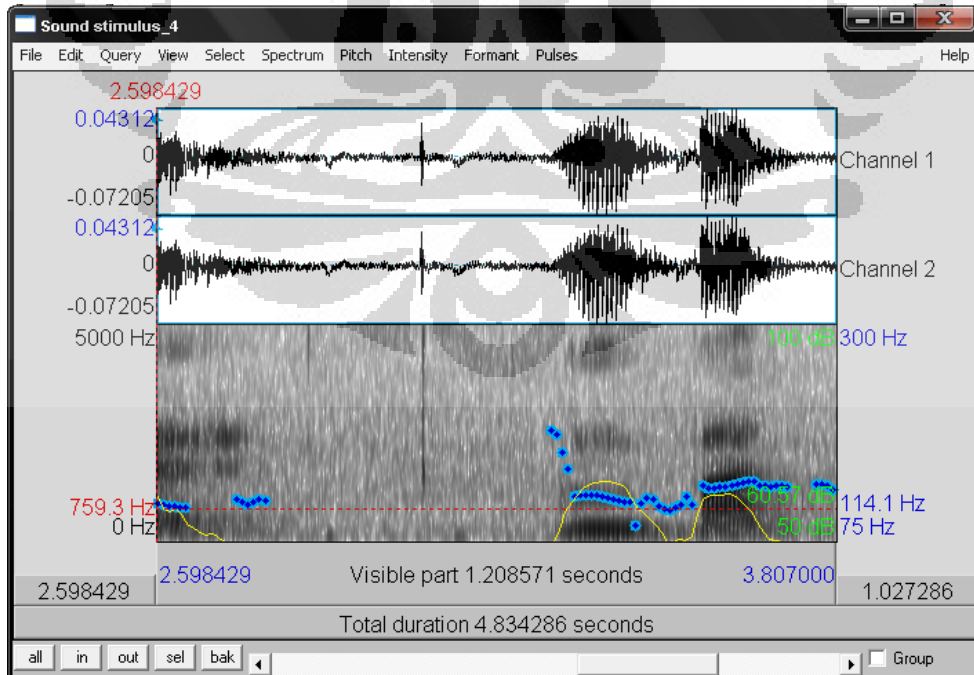 Sound stimulus_4
File Edit Query View Select Spectrum Pitch Intensity Formant Pulses Help
2.598429
0.04312
0
-0.07205
Channel 1
0.04312
0
-0.07205
Channel 2
5000 Hz
100 dB
300 Hz
759.3 Hz
60.57 dB
114.1 Hz
0 Hz
50 dB
75 Hz
2.598429
2.598429
Visible part 1.208571 seconds
3.807000
1.027286
Total duration 4.834286 seconds
all in out sel bak Group